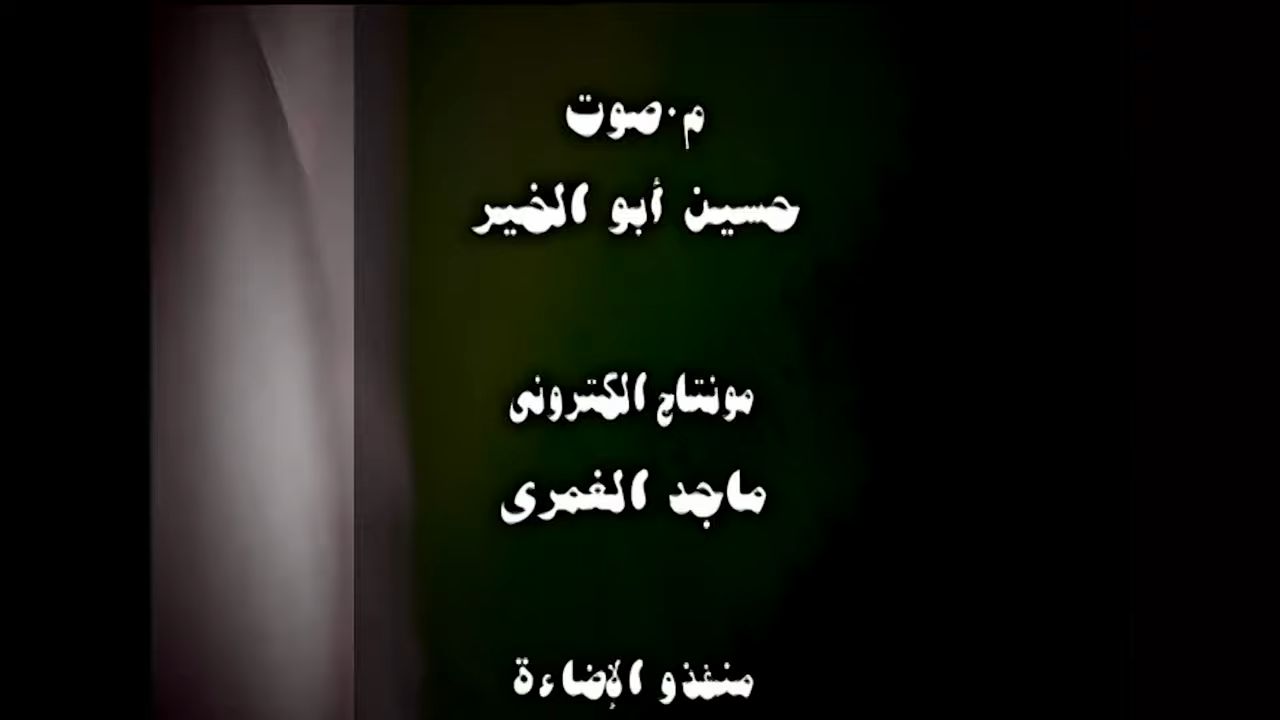 م.صوت
حسين أبو الخير
مونتاج الكترونى
ماجد الغمرى
منفذو الإضاءة